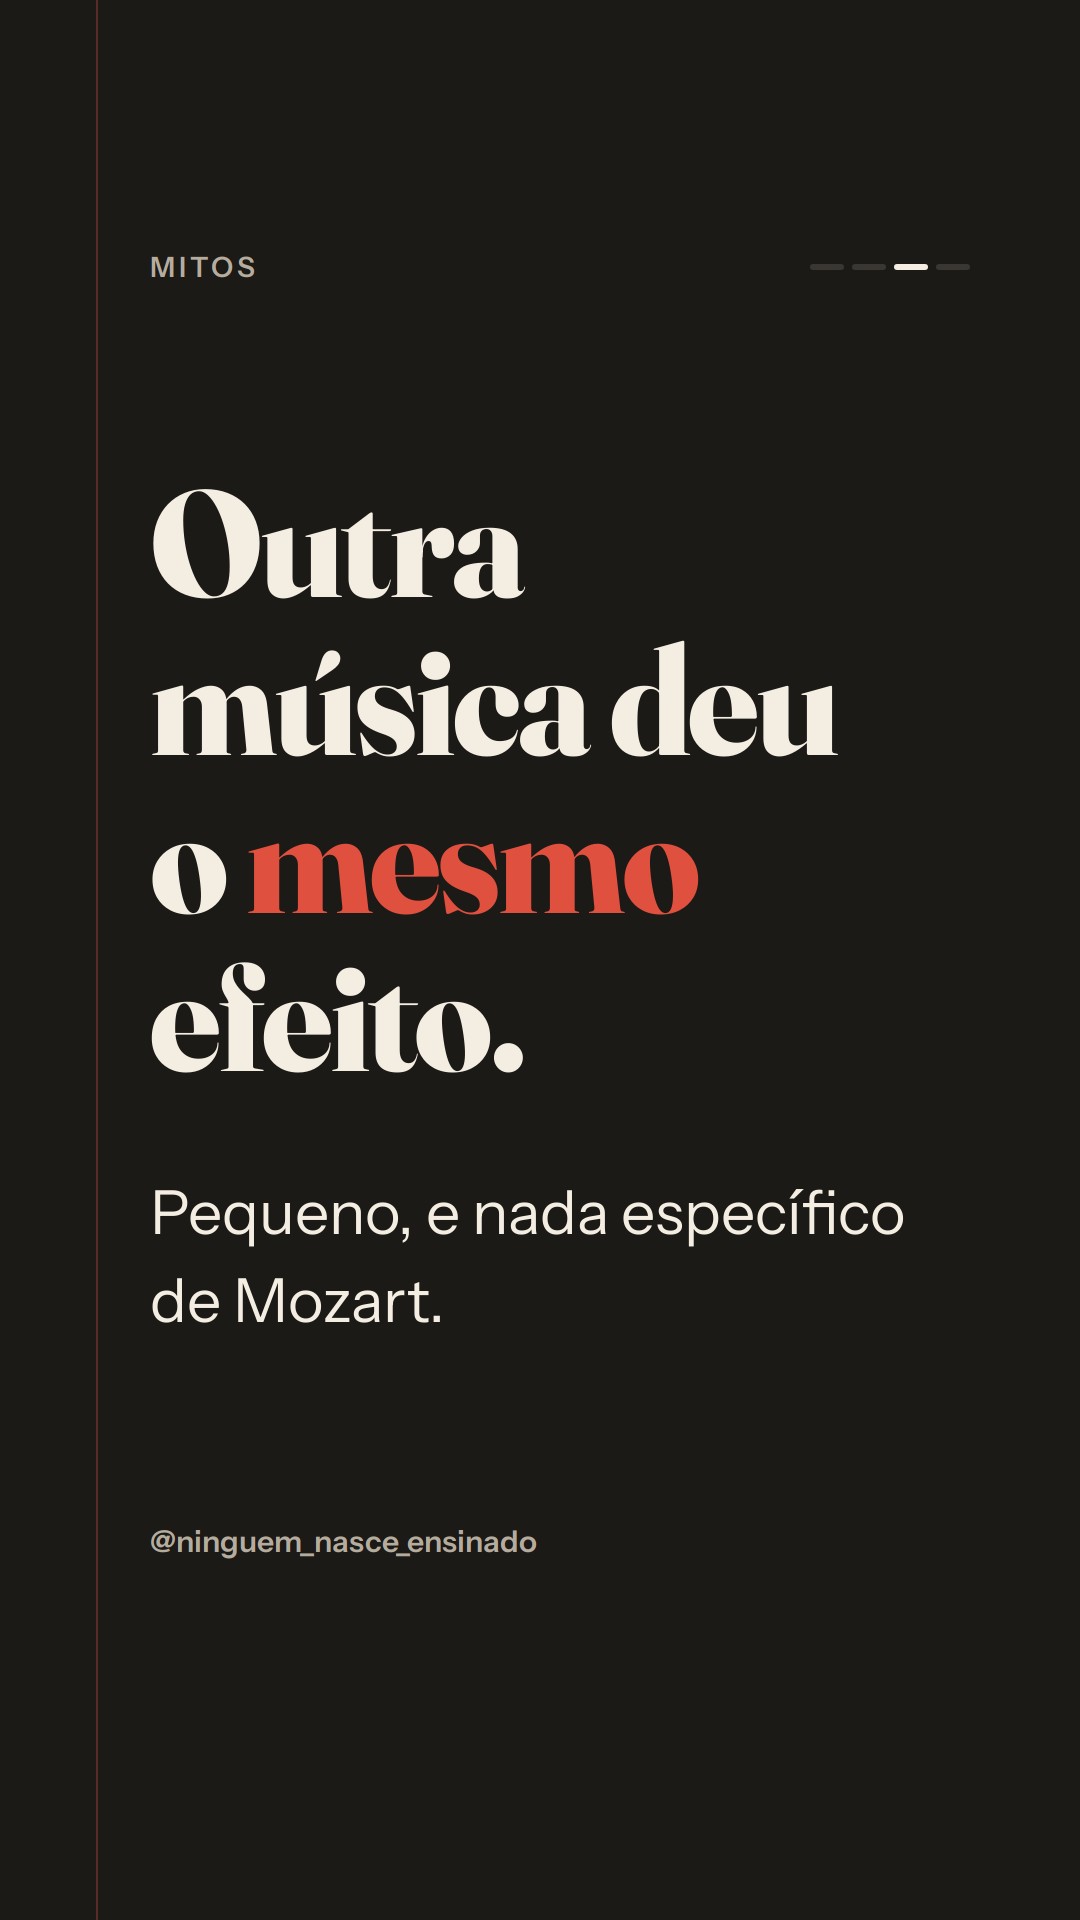 MITOS
Outra
música deu
o mesmo
efeito.
Pequeno, e nada específico
de Mozart.
@ninguem_nasce_ensinado